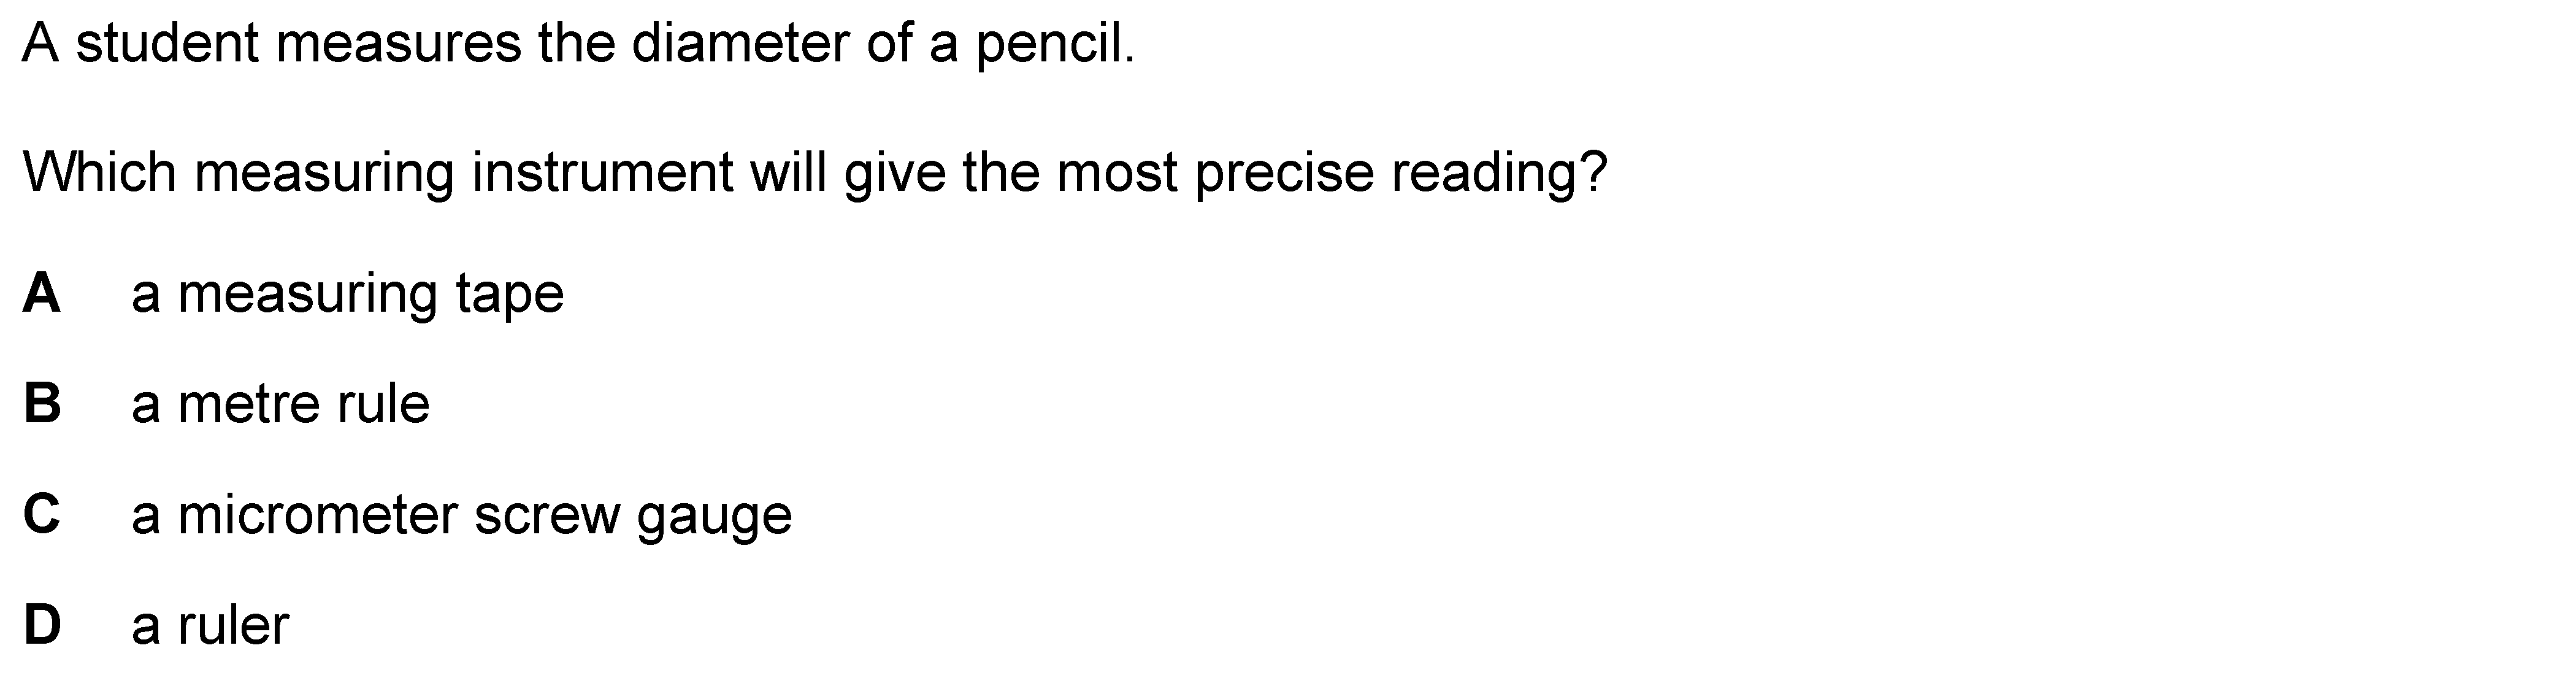 A student measures the diameter of a pencil.
Which measuring instrument will give the most precise reading?
A a measuring tape
B a metre rule
C a micrometer screw gauge
D a ruler